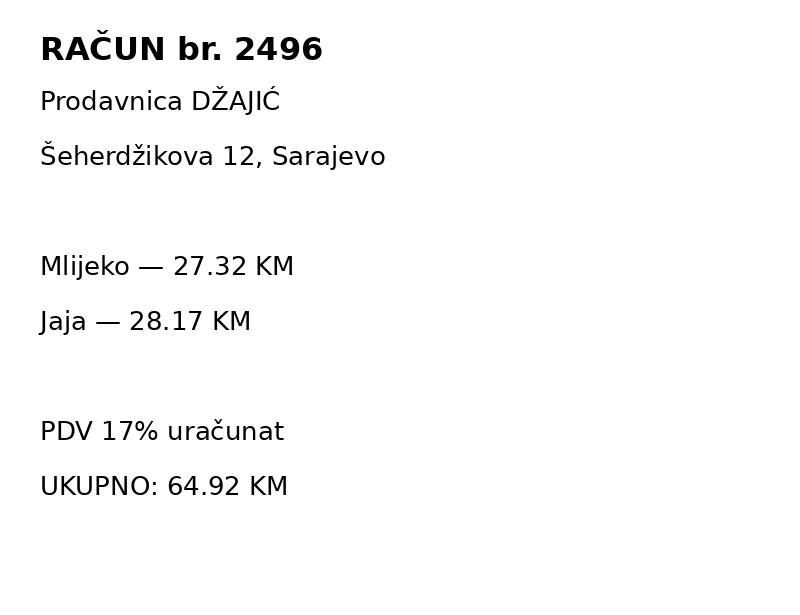 RAČUN br. 2496
Prodavnica DŽAJIĆ
Šeherdžikova 12, Sarajevo
Mlijeko — 27.32 KM
Jaja — 28.17 KM
PDV 17% uračunat
UKUPNO: 64.92 KM